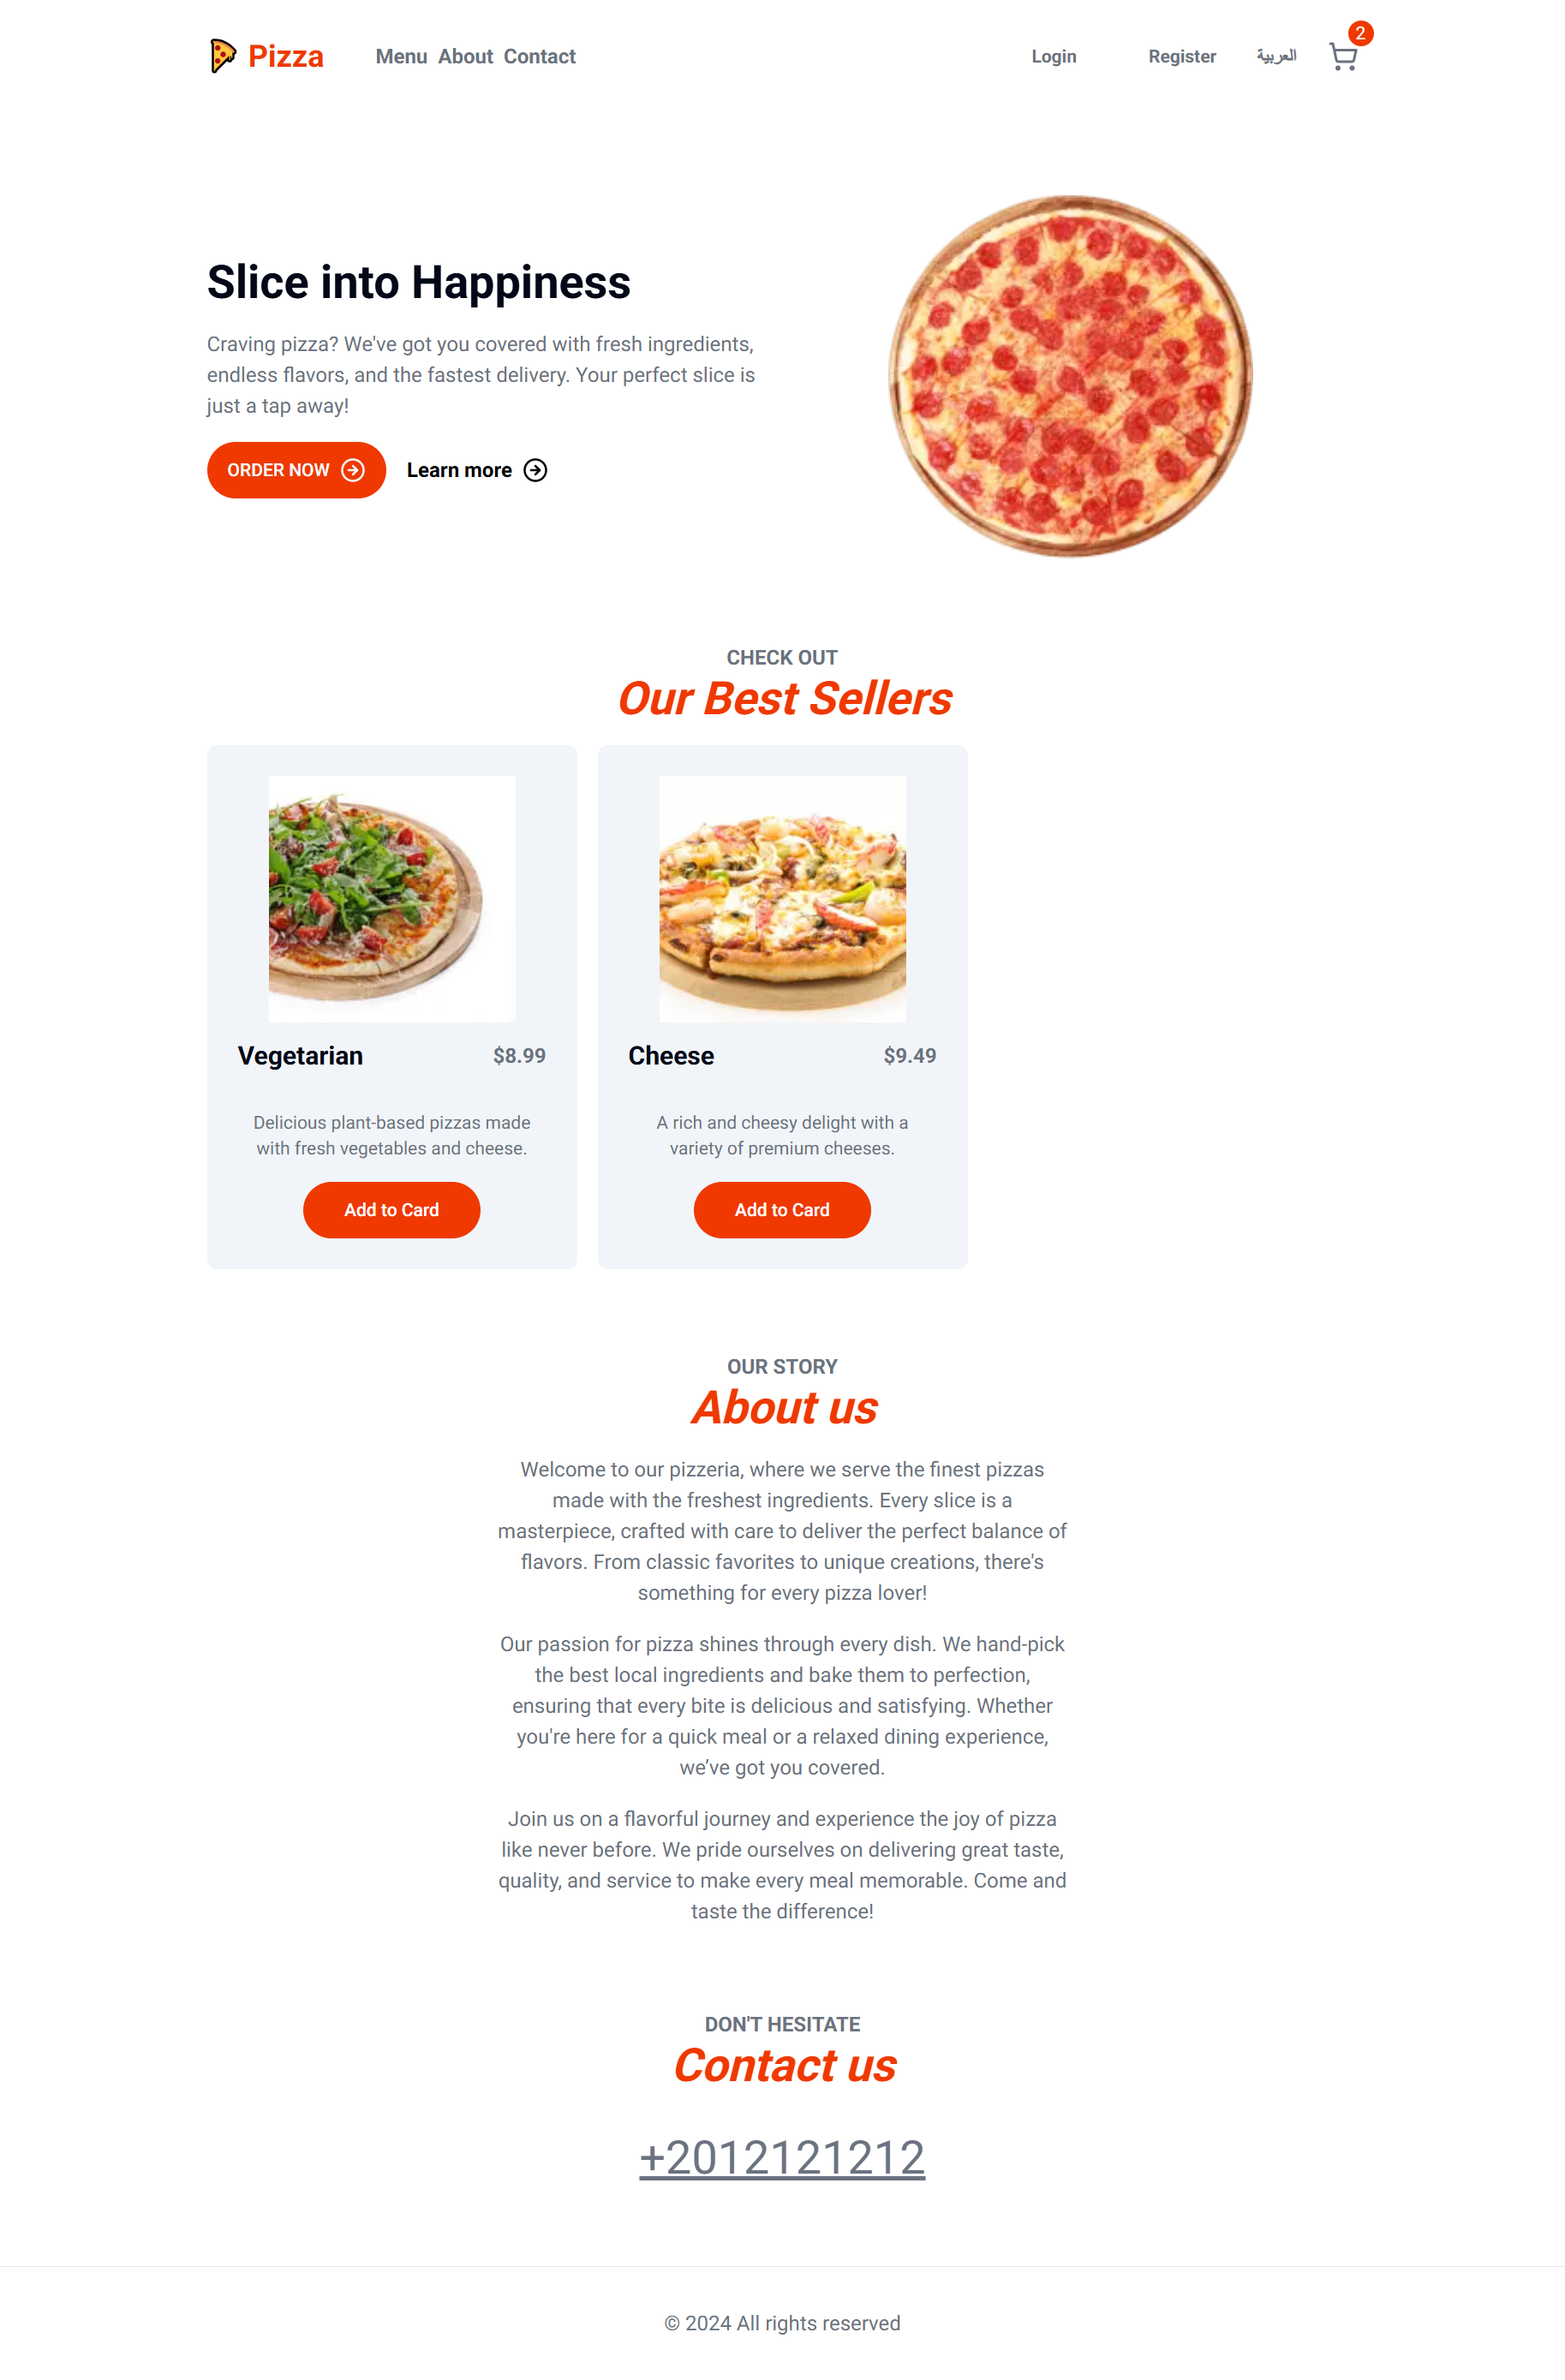 Pizza
Menu About Contact
Login
Register
العربية
2
Slice into Happiness
Craving pizza? We've got you covered with fresh ingredients,
endless flavors, and the fastest delivery. Your perfect slice is
just a tap away!
ORDER NOW
Learn more
CHECK OUT
Our Best Sellers
Vegetarian
$8.99
Delicious plant-based pizzas made
with fresh vegetables and cheese.
Add to Card
Cheese
$9.49
A rich and cheesy delight with a
variety of premium cheeses.
Add to Card
OUR STORY
About us
Welcome to our pizzeria, where we serve the finest pizzas
made with the freshest ingredients. Every slice is a
masterpiece, crafted with care to deliver the perfect balance of
flavors. From classic favorites to unique creations, there's
something for every pizza lover!
Our passion for pizza shines through every dish. We hand-pick
the best local ingredients and bake them to perfection,
ensuring that every bite is delicious and satisfying. Whether
you're here for a quick meal or a relaxed dining experience,
we’ve got you covered.
Join us on a flavorful journey and experience the joy of pizza
like never before. We pride ourselves on delivering great taste,
quality, and service to make every meal memorable. Come and
taste the difference!
DON'T HESITATE
Contact us
+2012121212
© 2024 All rights reserved